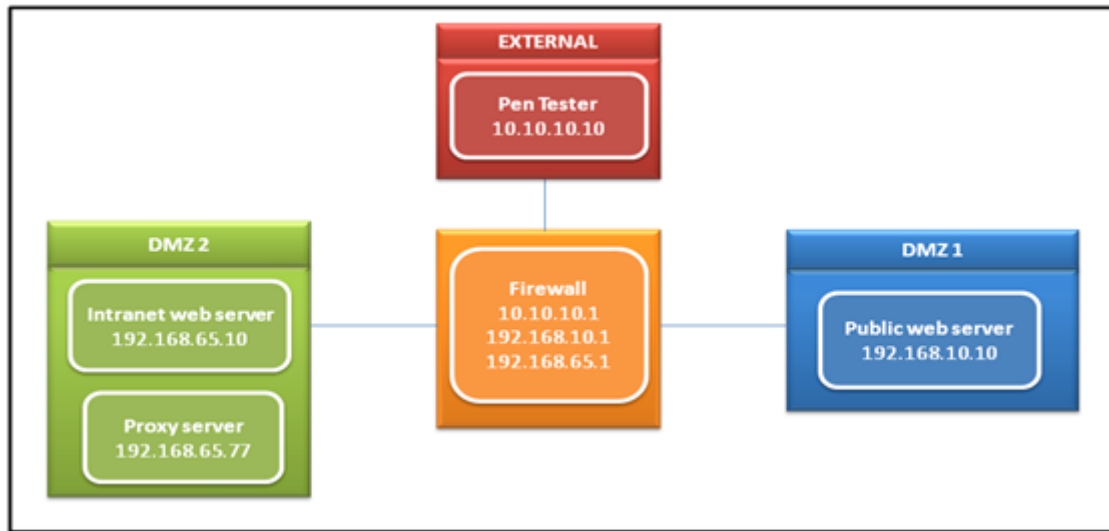 EXTERNAL
Pen Tester
10.10.10.10
DMZ 2
Intranet web server
192.168.65.10
Proxy server
192.168.65.77
Firewall
10.10.10.1
192.168.10.1
192.168.65.1
DMZ 1
Public web server
192.168.10.10